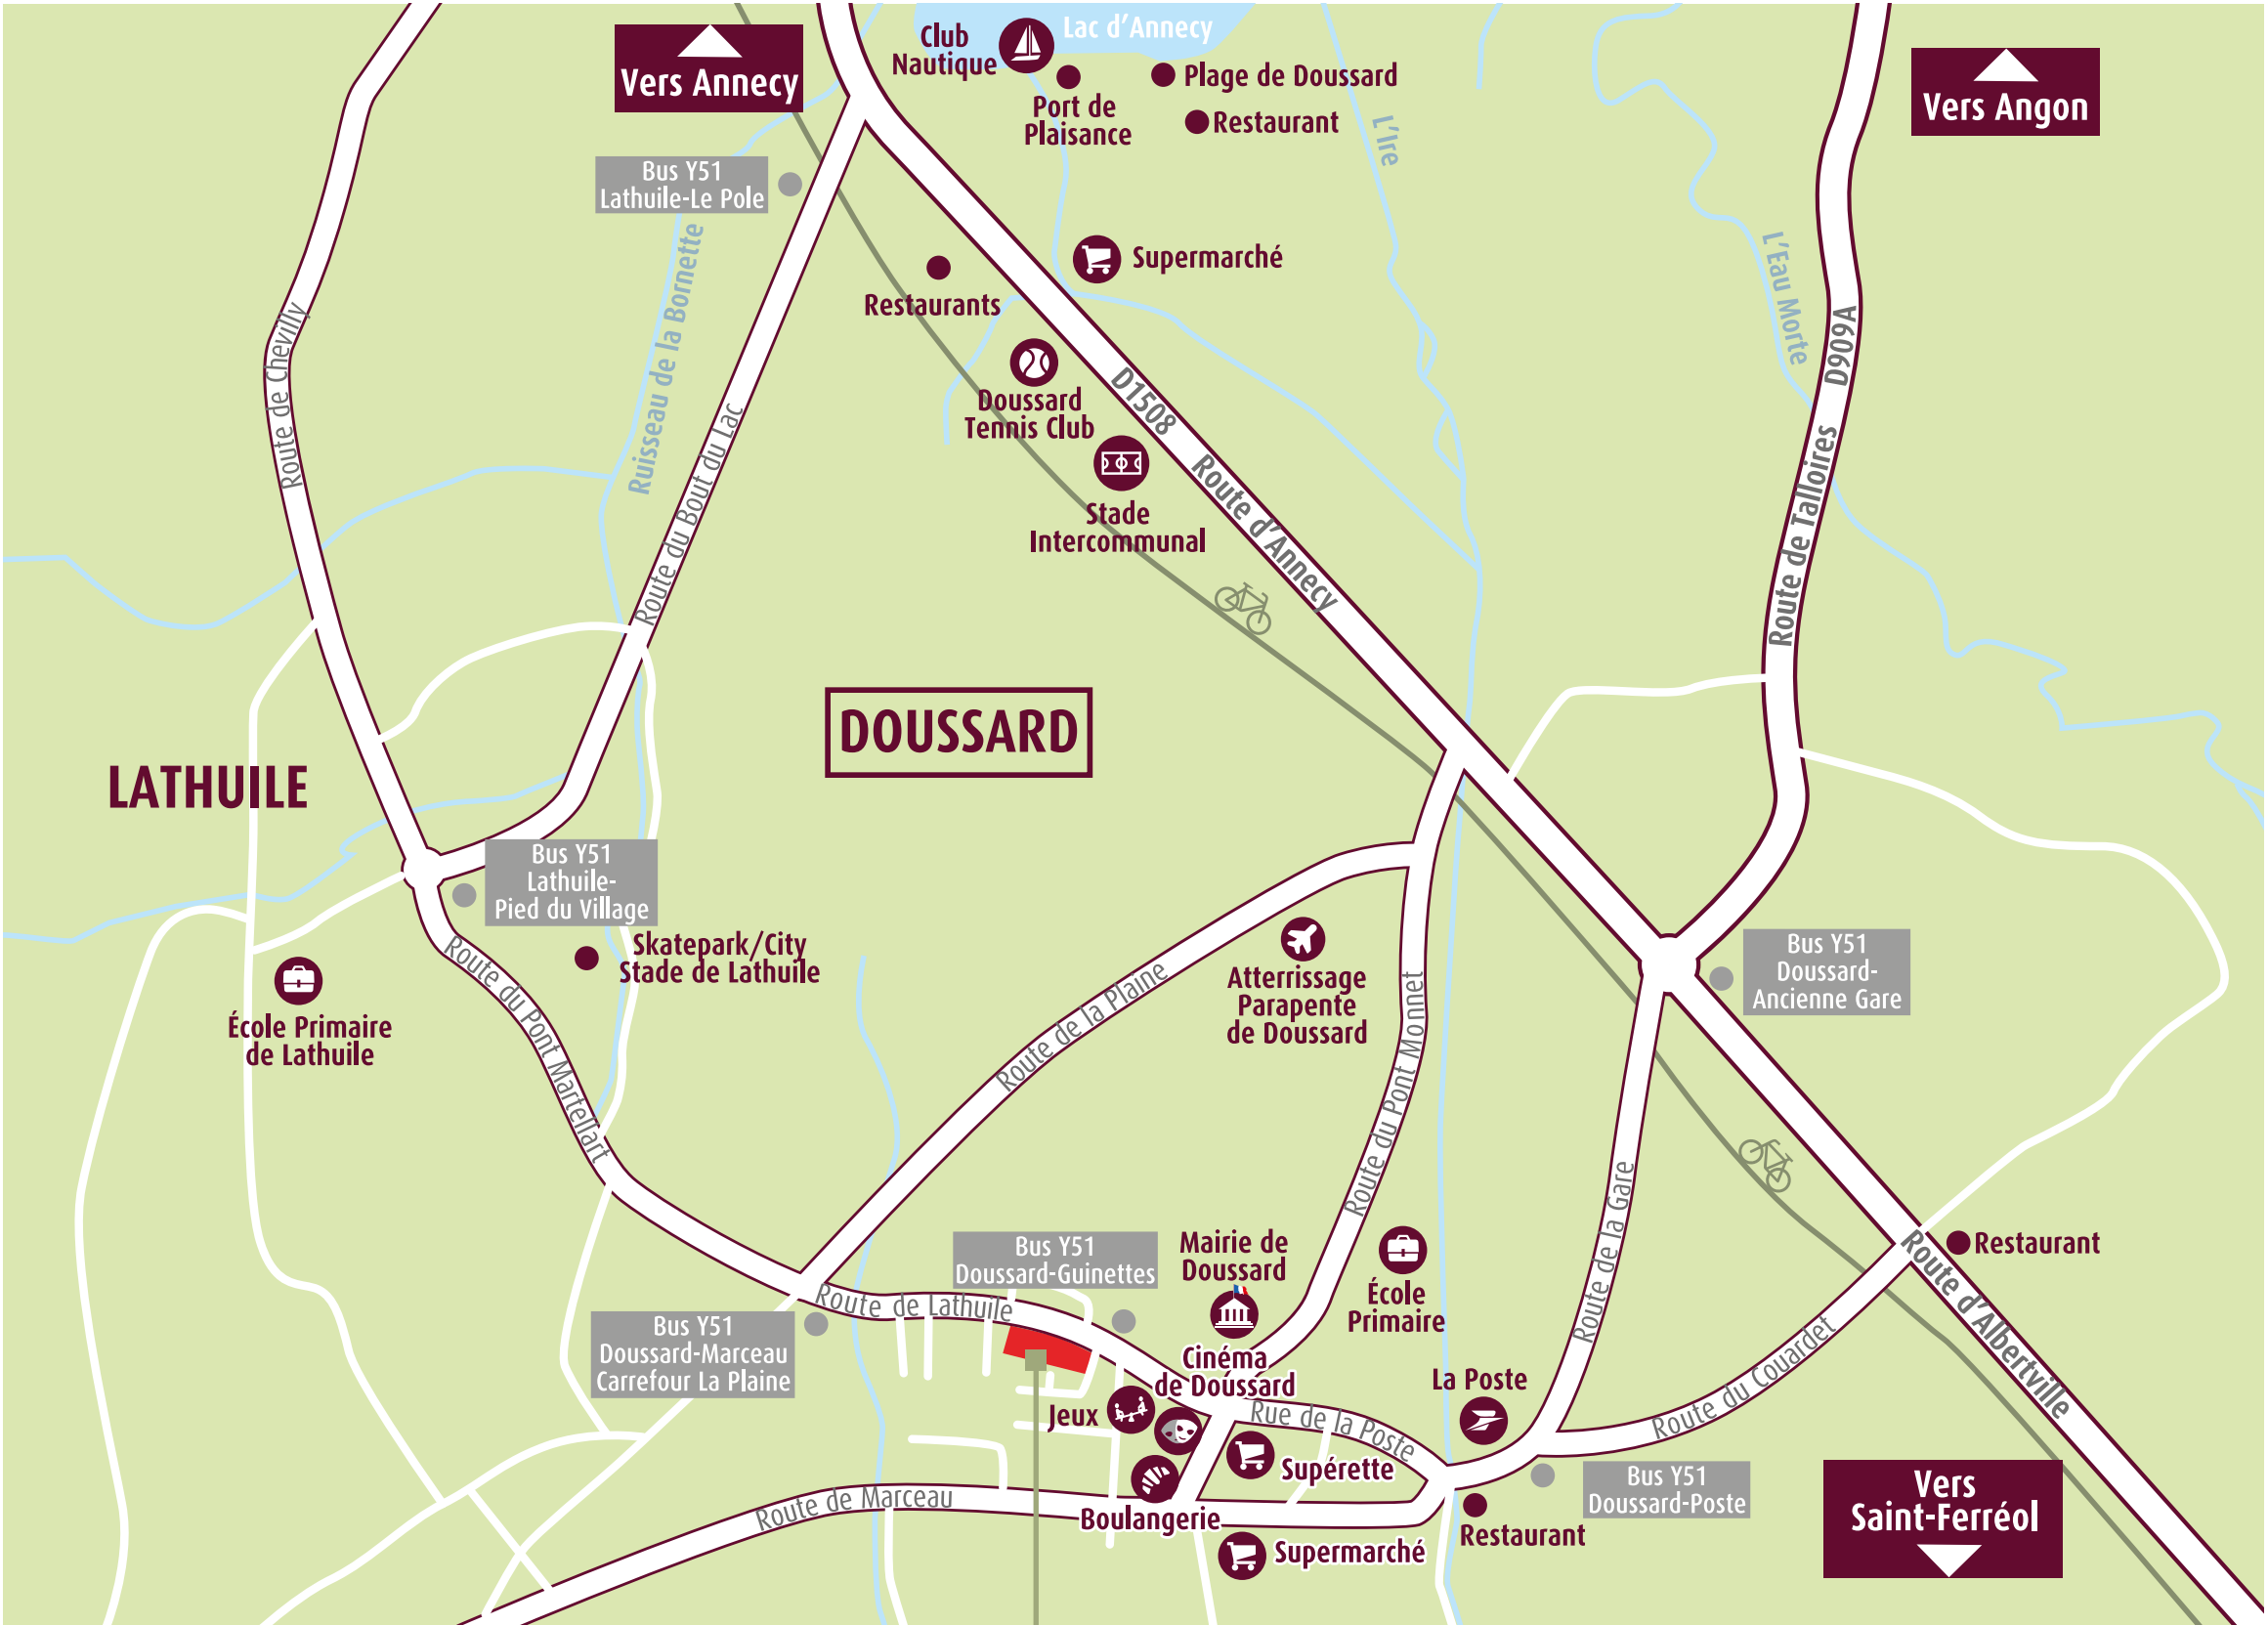 Vers Annecy
Club
Nautique
Lac d'Annecy
Port de
Plaisance
Plage de Doussard
Restaurant
L'Ire
Vers Angon
Bus Y51
Lathuile-Le Pole
Ruisseau de la Bornette
Restaurants
Supermarché
L'Eau Morte
Route de Chevilly
Route du Bout du Lac
Doussard
Tennis Club
D1508
Route d'Annecy
D909A
Route de Talloires
Stade
Intercommunal
DOUSSARD
LATHUILE
Bus Y51
Lathuile-
Pied du Village
Skatepark/City
Stade de Lathuile
École Primaire
de Lathuile
Route du Pont Martellart
Route de la Plaine
Atterrissage
Parapente
de Doussard
Route du Pont Monnet
Bus Y51
Doussard-
Ancienne Gare
Route de la Gare
Bus Y51
Doussard-Guinettes
Mairie de
Doussard
École
Primaire
Restaurant
Route d'Albertville
Route de Lathuile
Bus Y51
Doussard-Marceau
Carrefour La Plaine
Cinéma
de Doussard
Jeux
La Poste
Rue de la Poste
Route du Couardet
Supérette
Route de Marceau
Boulangerie
Supermarché
Restaurant
Bus Y51
Doussard-Poste
Vers
Saint-Ferréol